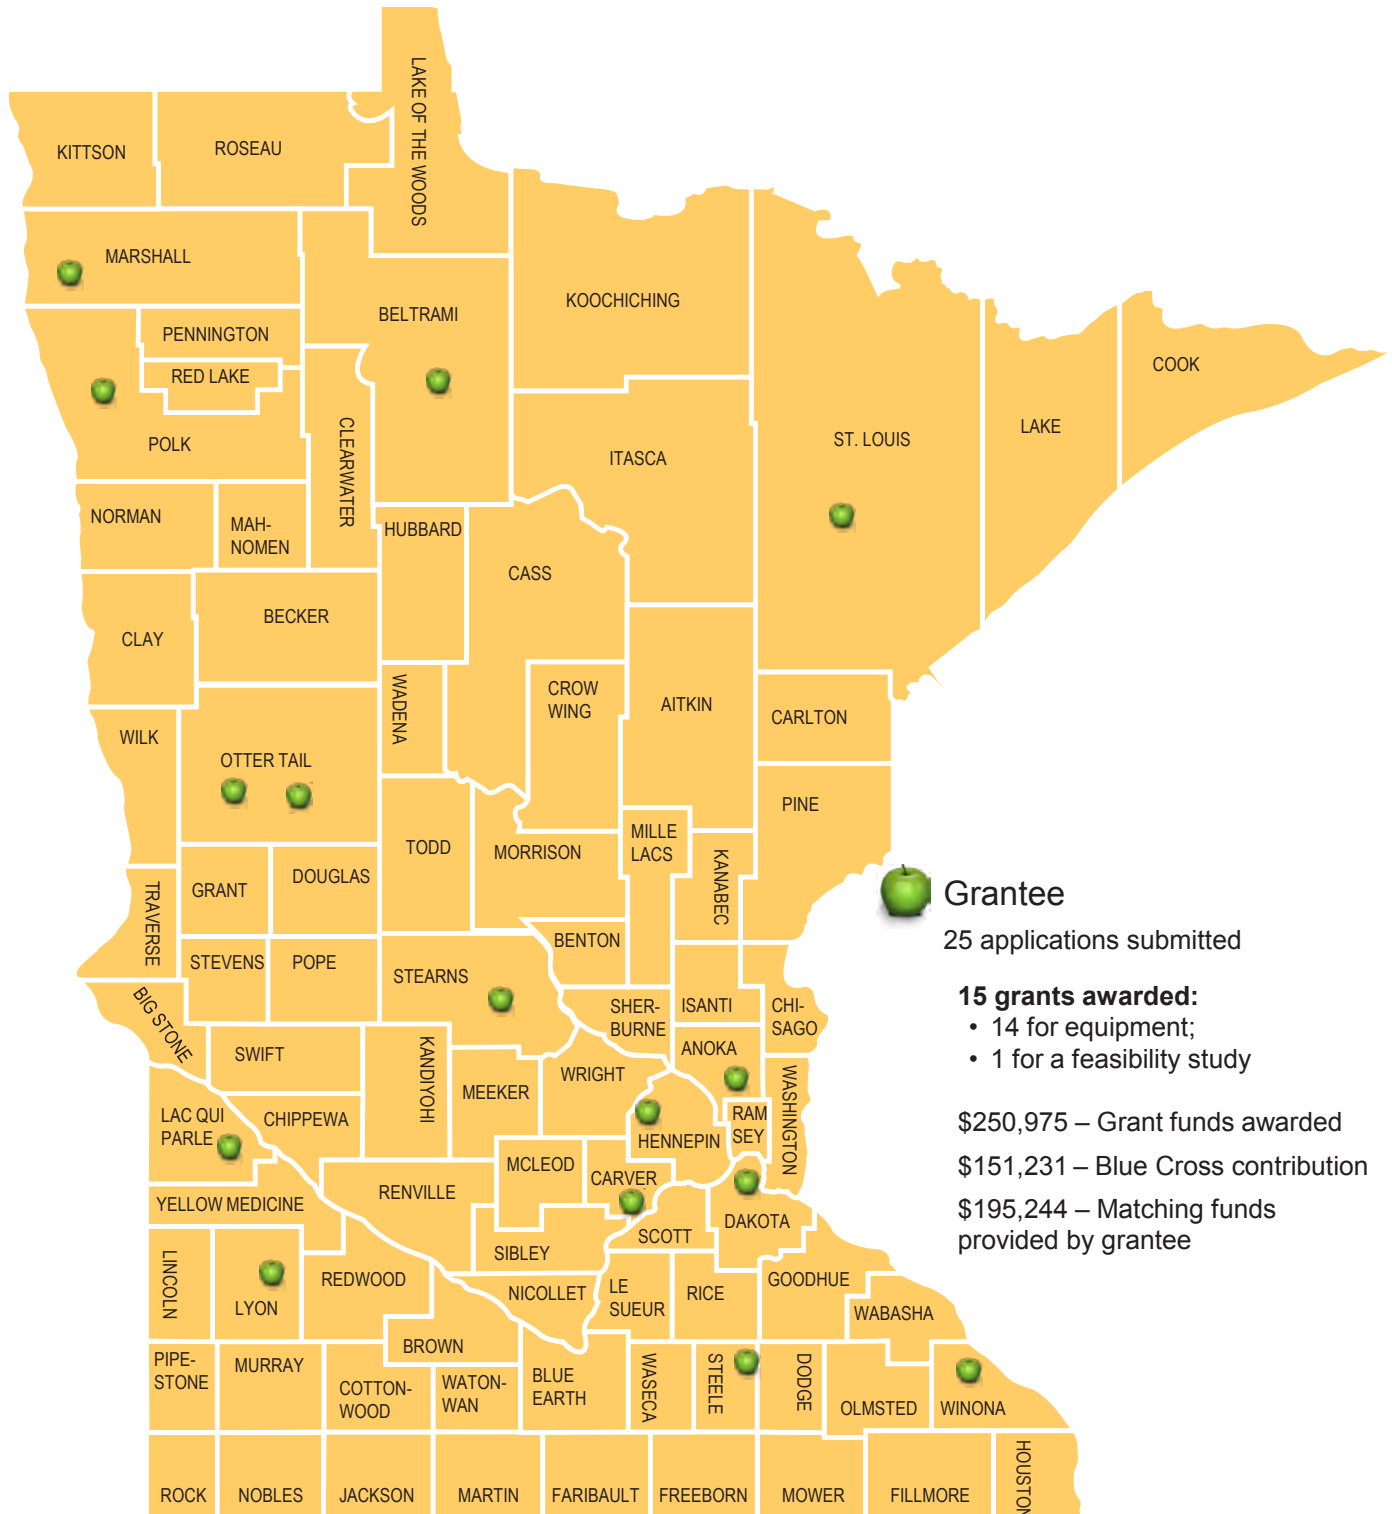 LAKE OF THE WOODS
KITTSON
ROSEAU
MARSHALL
BELTRAMI
KOOCHICHING
PENNINGTON
RED LAKE
COOK
POLK
CLEARWATER
ITASCA
ST. LOUIS
LAKE
NORMAN
MAH-
NOMEN
HUBBARD
CASS
BECKER
CLAY
WADENA
CROW
WING
AITKIN
CARLTON
WILK
OTTER TAIL
PINE
TODD
MORRISON
MILLE
LACS
KANABEC
TRAVERSE
GRANT
DOUGLAS
BENTON
STEVENS
POPE
STEARNS
BIG STONE
SHER-
BURNE
ISANTI
CHI-
SAGO
SWIFT
KANDIYOHI
MEEKER
WRIGHT
ANOKA
WASHINGTON
LAC QUI
PARLE
CHIPPEWA
HENNEPIN
RAM
SEY
MCLEOD
CARVER
YELLOW MEDICINE
RENVILLE
SIBLEY
SCOTT
DAKOTA
LINCOLN
LYON
REDWOOD
NICOLLET
LE
SUEUR
RICE
GOODHUE
WABASHA
BROWN
PIPE-
STONE
MURRAY
COTTON-
WOOD
WATON-
WAN
BLUE
EARTH
WASECA
STEELE
DODGE
OLMSTED
WINONA
ROCK
NOBLES
JACKSON
MARTIN
FARIBAULT
FREEBORN
MOWER
FILLMORE
HOUSTON
Grantee
25 applications submitted
15 grants awarded:
• 14 for equipment;
• 1 for a feasibility study
$250,975 – Grant funds awarded
$151,231 – Blue Cross contribution
$195,244 – Matching funds
provided by grantee